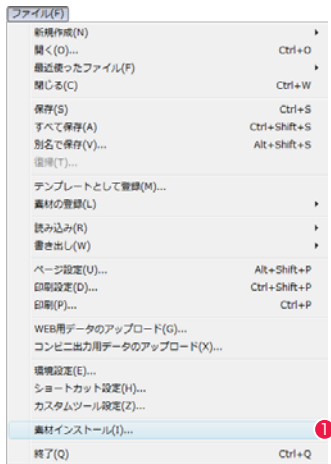 ファイル(F)
新規作成(N)
開く(O)... Ctrl+O
最近使ったファイル(F)
閉じる(C) Ctrl+W
保存(S) Ctrl+S
すべて保存(A) Ctrl+Shift+S
別名で保存(V)... Alt+Shift+S
復帰(T)...
テンプレートとして登録(M)...
素材の登録(L)
読み込み(R)
書き出し(W)
ページ設定(U)... Alt+Shift+P
印刷設定(D)... Ctrl+Shift+P
印刷(P)... Ctrl+P
WEB用データのアップロード(G)...
コンビニ出力用データのアップロード(X)...
環境設定(E)...
ショートカット設定(H)...
カスタムツール設定(Z)...
素材インストール(I)... 1
終了(Q) Ctrl+Q